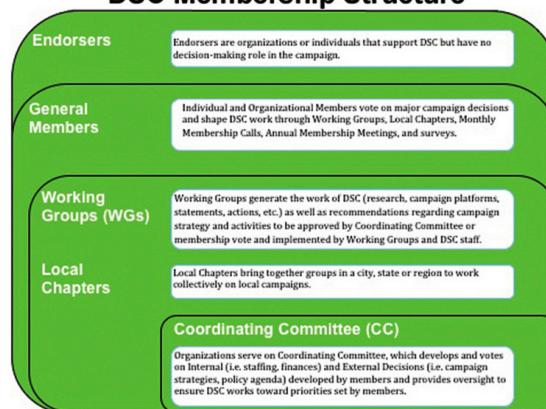 DSC Membership Structure
Endorsers
Endorsers are organizations or individuals that support DSC but have no
decision-making role in the campaign.
General
Members
Individual and Organizational Members vote on major campaign decisions
and shape DSC work through Working Groups, Local Chapters, Monthly
Membership Calls, Annual Membership Meetings, and surveys.
Working
Groups (WGs)
Working Groups generate the work of DSC (research, campaign platforms,
statements, actions, etc.) as well as recommendations regarding campaign
strategy and activities to be approved by Coordinating Committee or
membership vote and implemented by Working Groups and DSC staff.
Local
Chapters
Local Chapters bring together groups in a city, state or region to work
collectively on local campaigns.
Coordinating Committee (CC)
Organizations serve on Coordinating Committee, which develops and votes
on Internal (i.e. staffing, finances) and External Decisions (i.e. campaign
strategies, policy agenda) developed by members and provides oversight to
ensure DSC works toward priorities set by members.